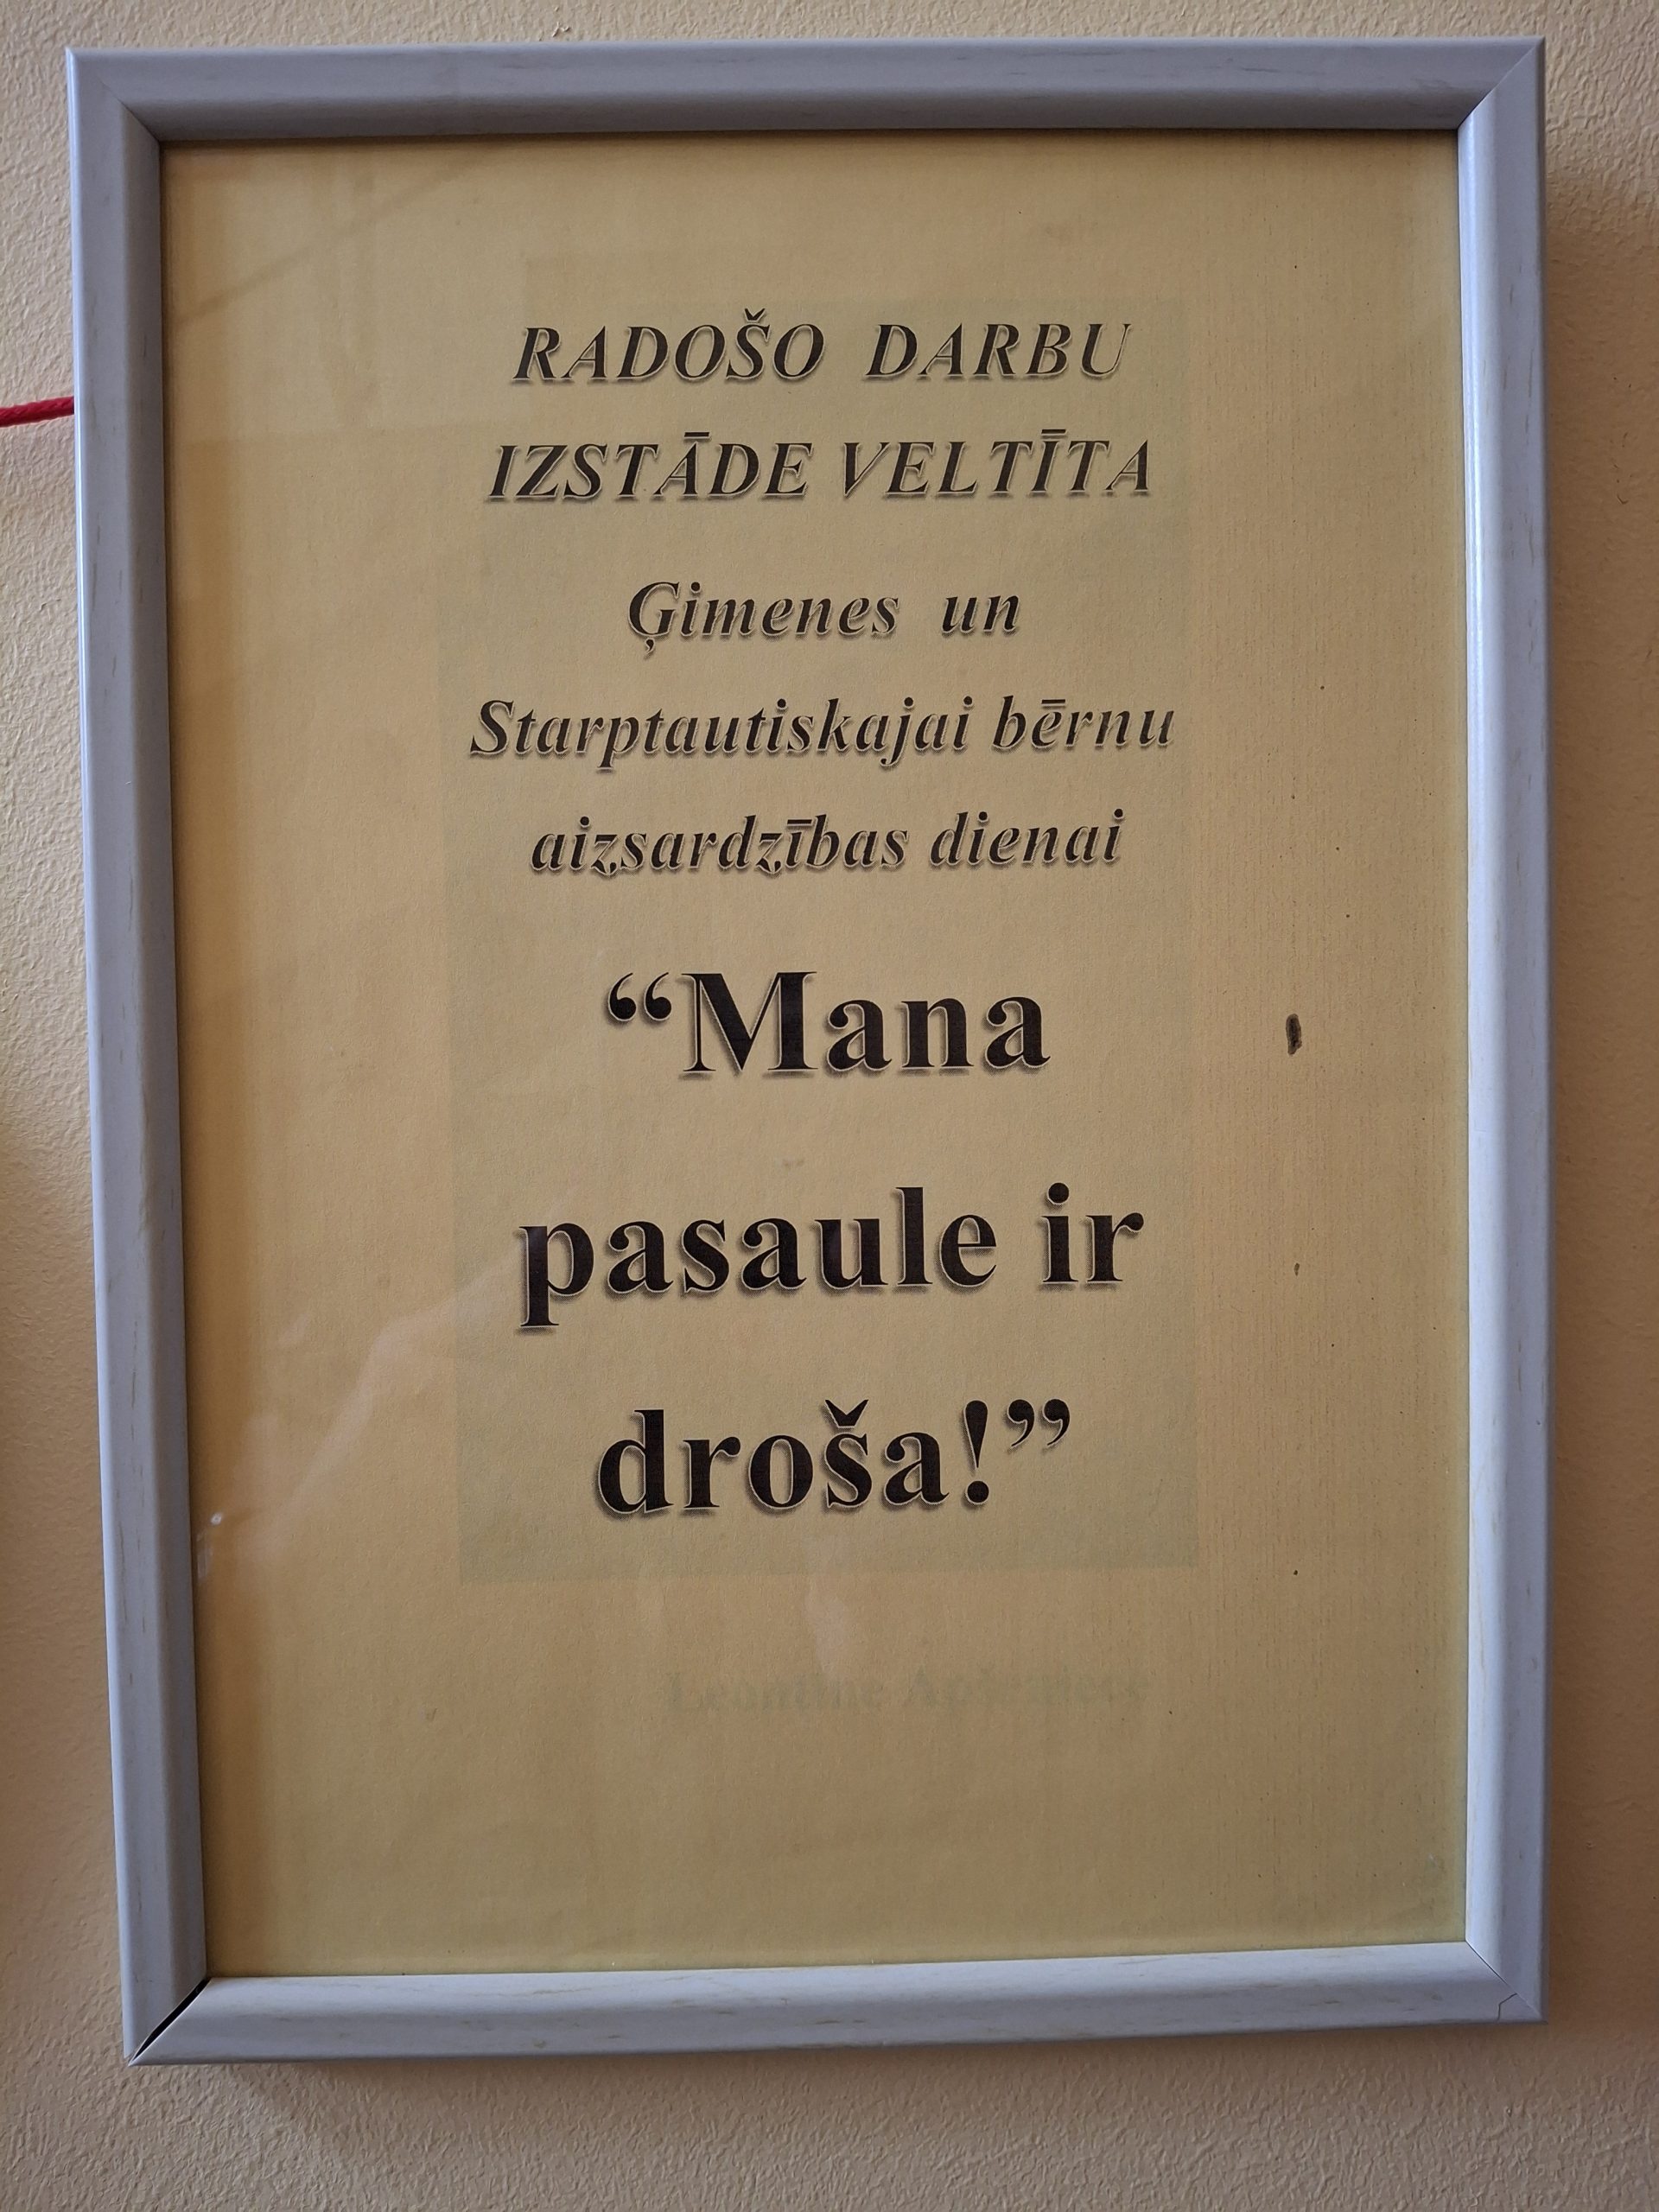 RADOŠO DARBU
IZSTĀDE VELTĪTA
Ģimenes un
Starptautiskajai bērnu
aizsardzības dienai
“Mana
pasaule ir
droša!”